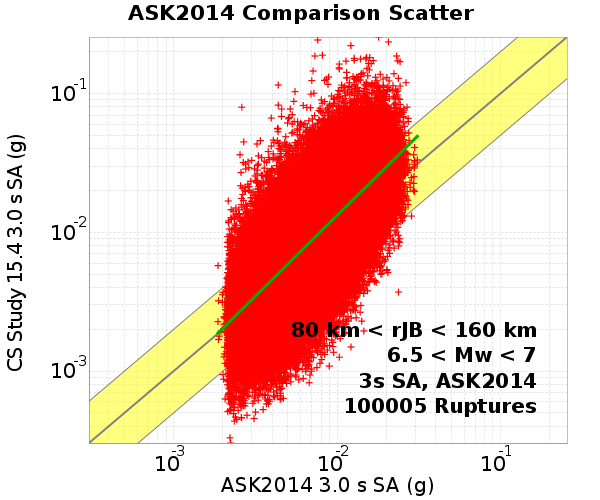 ASK2014 Comparison Scatter
CS Study 15.4 3.0 s SA (g)
10-1
10-2
10-3
80 km < rJB < 160 km
6.5 < Mw < 7
3s SA, ASK2014
100005 Ruptures
10-3 10-2 10-1
ASK2014 3.0 s SA (g)